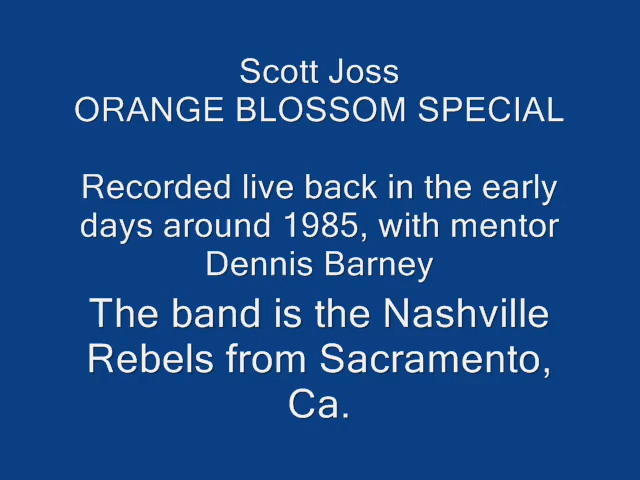 Scott Joss
ORANGE BLOSSOM SPECIAL
Recorded live back in the early
days around 1985, with mentor
Dennis Barney
The band is the Nashville
Rebels from Sacramento,
Ca.